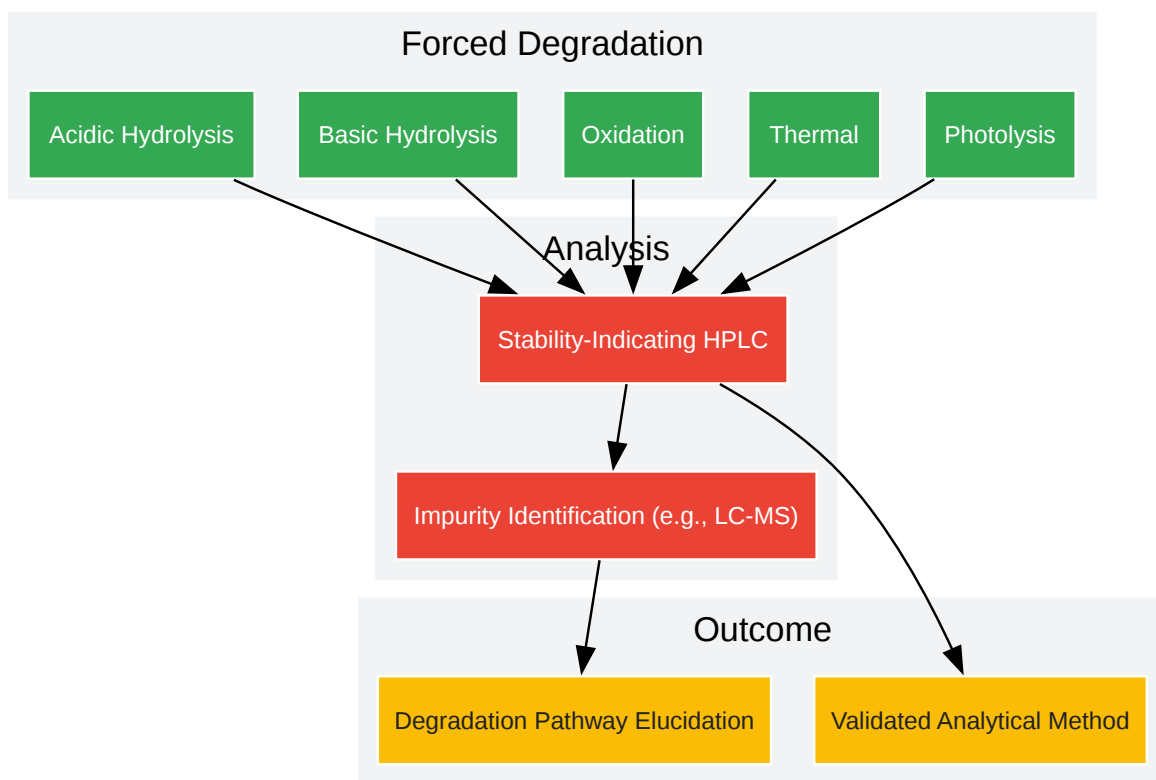 Forced Degradation
Acidic Hydrolysis
Basic Hydrolysis
Oxidation
Thermal
Photolysis
Analysis
Stability-Indicating HPLC
Impurity Identification (e.g., LC-MS)
Outcome
Degradation Pathway Elucidation
Validated Analytical Method